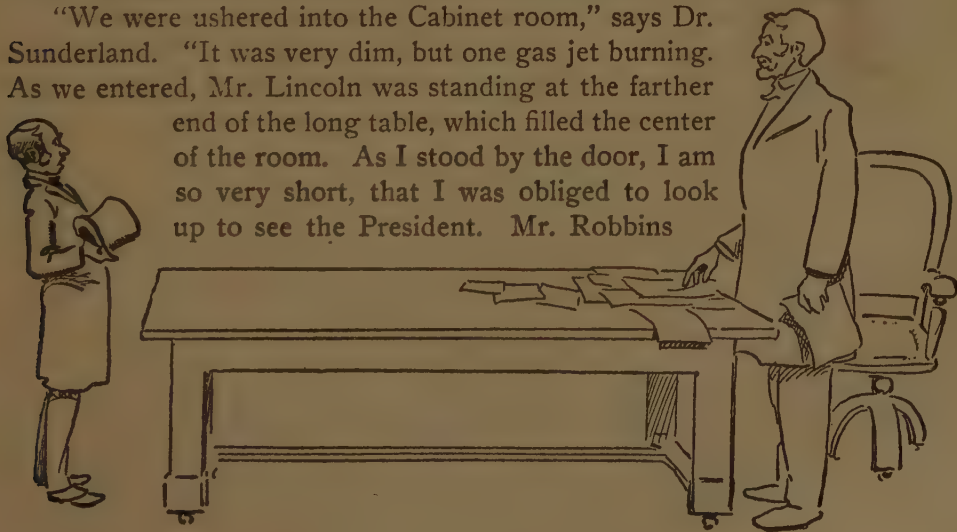 "We were ushered into the Cabinet room," says Dr.
Sunderland. "It was very dim, but one gas jet burning.
As we entered, Mr. Lincoln was standing at the farther
end of the long table, which filled the center
of the room. As I stood by the door, I am
so very short, that I was obliged to look
up to see the President. Mr. Robbins